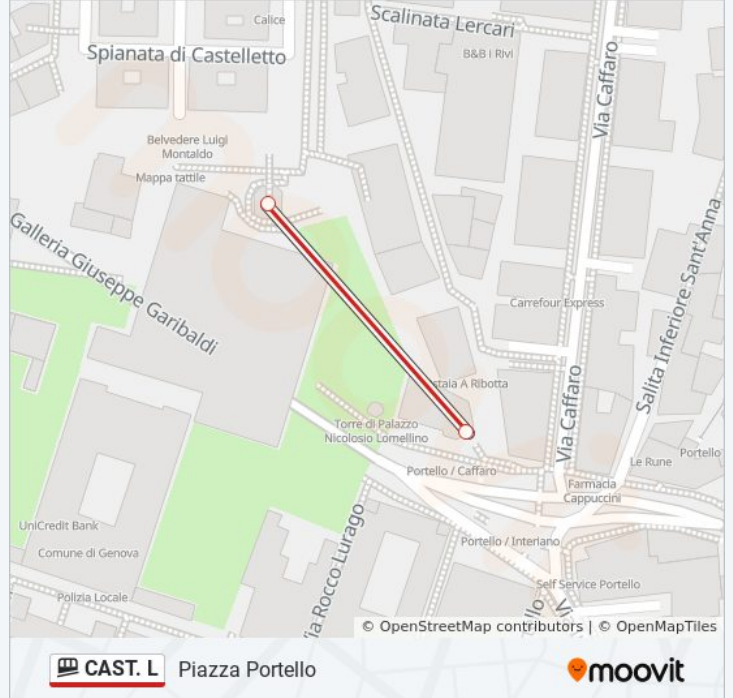 Calice
Scalinata Lercari
Spianata di Castelletto
B&B i Rivi
Via Caffaro
Belvedere Luigi
Montaldo
Mappa tattile
Galleria Giuseppe Garibaldi
Salita Inferiore Sant'Anna
Carrefour Express
staia A Ribotta
Via Caffaro
Torre di Palazzo
Nicolosio Lomellino
Portello / Caffaro
Le Rune
Portello
Farmacia
Cappuccini
UniCredit Bank
Comune di Genova
ia Rocco Lurago
Portello / Interiano
Self Service Portello
Polizia Locale
© OpenStreetMap contributors | © OpenMapTiles
CAST. L Piazza Portello
moovit